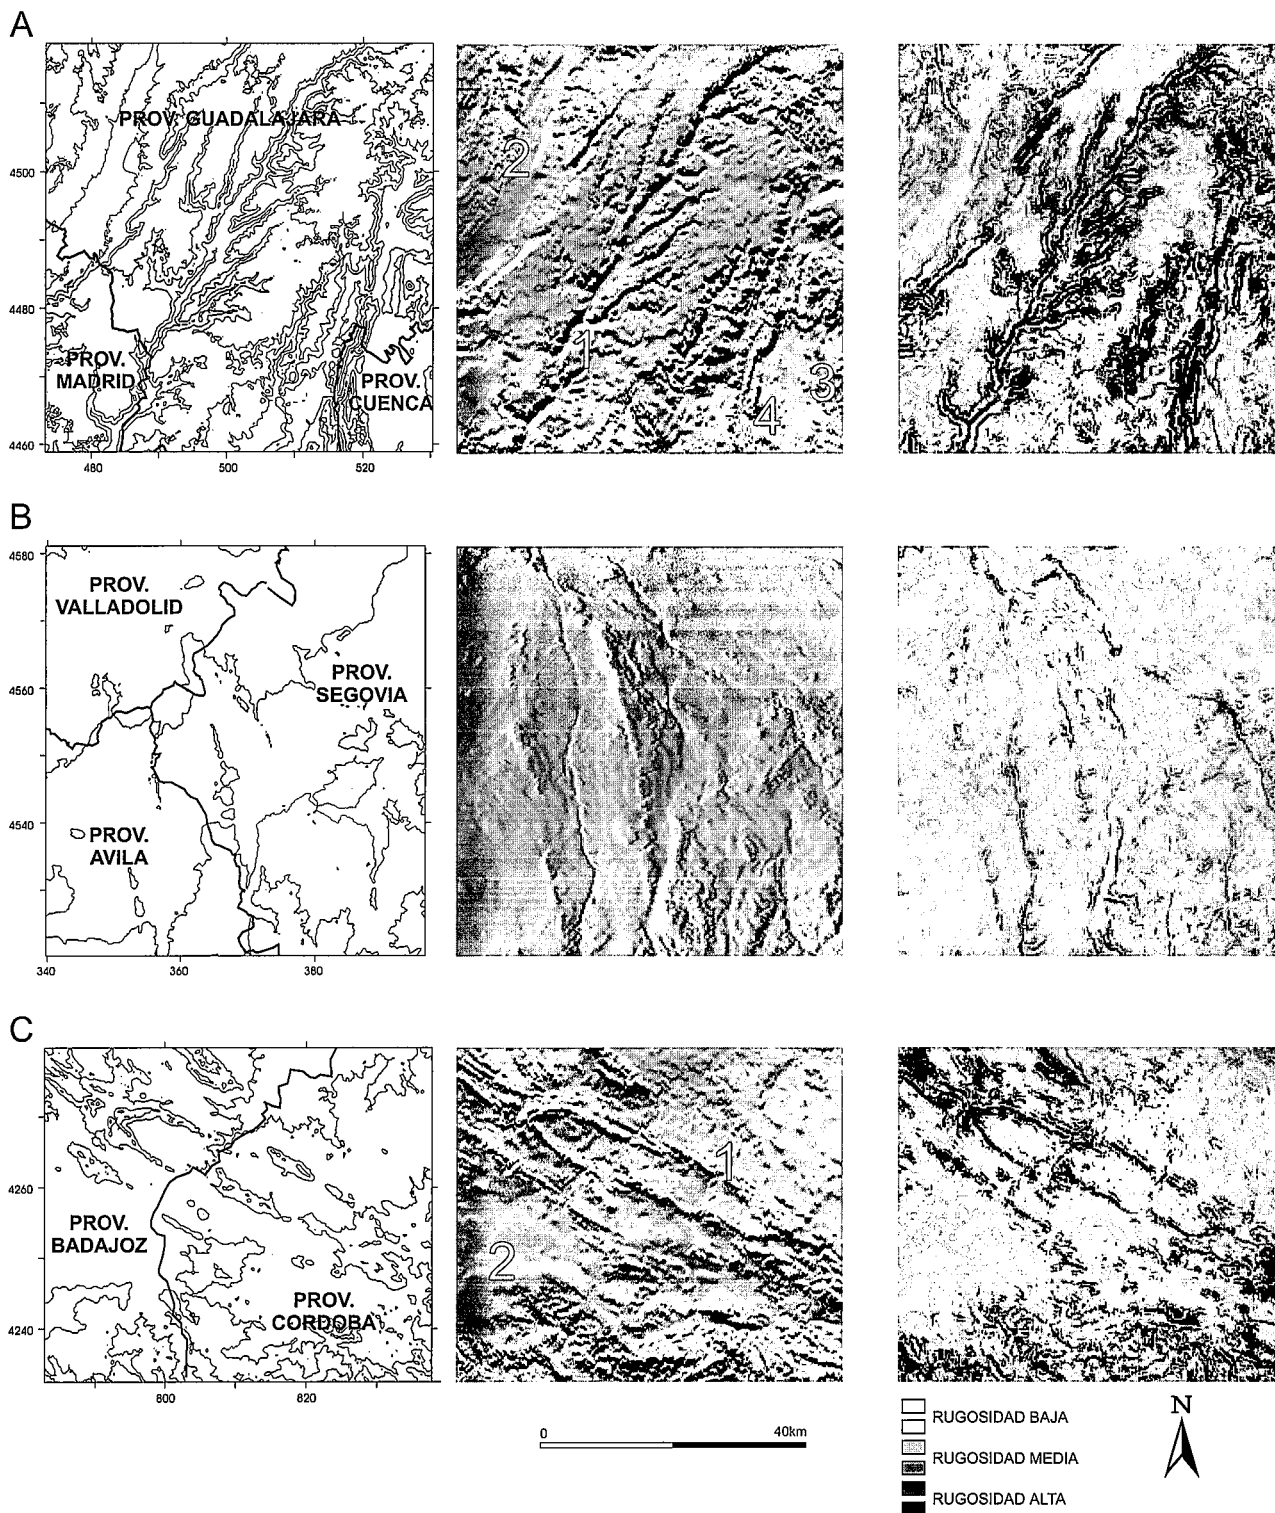 A
PROV. GUADALAJARA
4500
4480
4460
PROV.
MADRID
PROV.
CUENCA
480
500
520
2
1
3
4
B
4580
4560
4540
PROV.
VALLADOLID
PROV.
SEGOVIA
PROV.
AVILA
340
360
380
C
4260
4240
PROV.
BADAJOZ
PROV.
CORDOBA
800
820
1
2
0
40km
RUGOSIDAD BAJA
RUGOSIDAD MEDIA
RUGOSIDAD ALTA
N